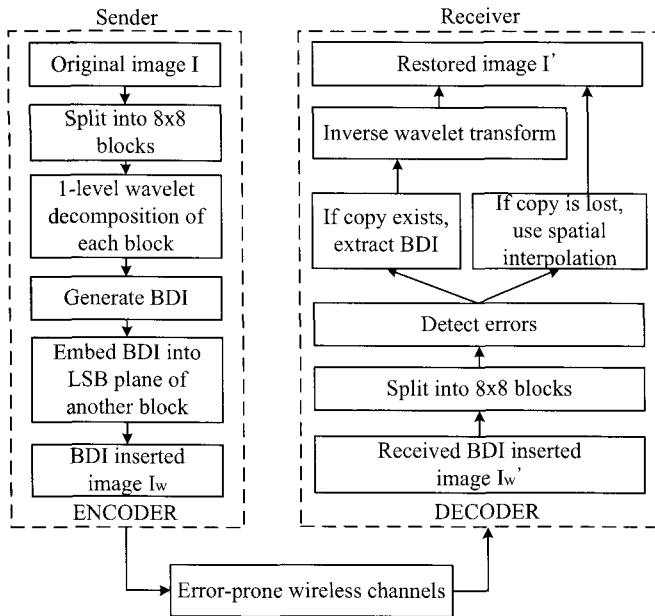 Sender
Original image I
Split into 8x8
blocks
1-level wavelet
decomposition of
each block
Generate BDI
Embed BDI into
LSB plane of
another block
BDI inserted
image Iw
ENCODER
Receiver
Restored image I'
Inverse wavelet transform
If copy exists,
extract BDI
If copy is lost,
use spatial
interpolation
Detect errors
Split into 8x8 blocks
Received BDI inserted
image Iw'
DECODER
Error-prone wireless channels